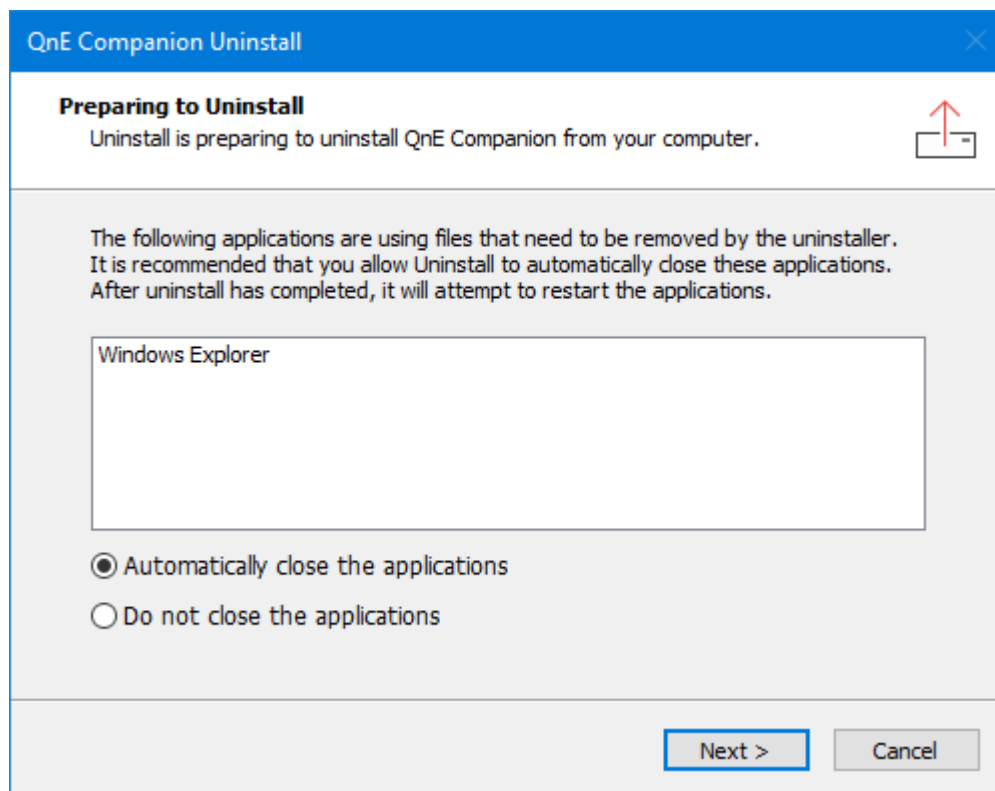 QnE Companion Uninstall
Preparing to Uninstall
Uninstall is preparing to uninstall QnE Companion from your computer.
The following applications are using files that need to be removed by the uninstaller.
It is recommended that you allow Uninstall to automatically close these applications.
After uninstall has completed, it will attempt to restart the applications.
Windows Explorer
Automatically close the applications
Do not close the applications
Next >
Cancel